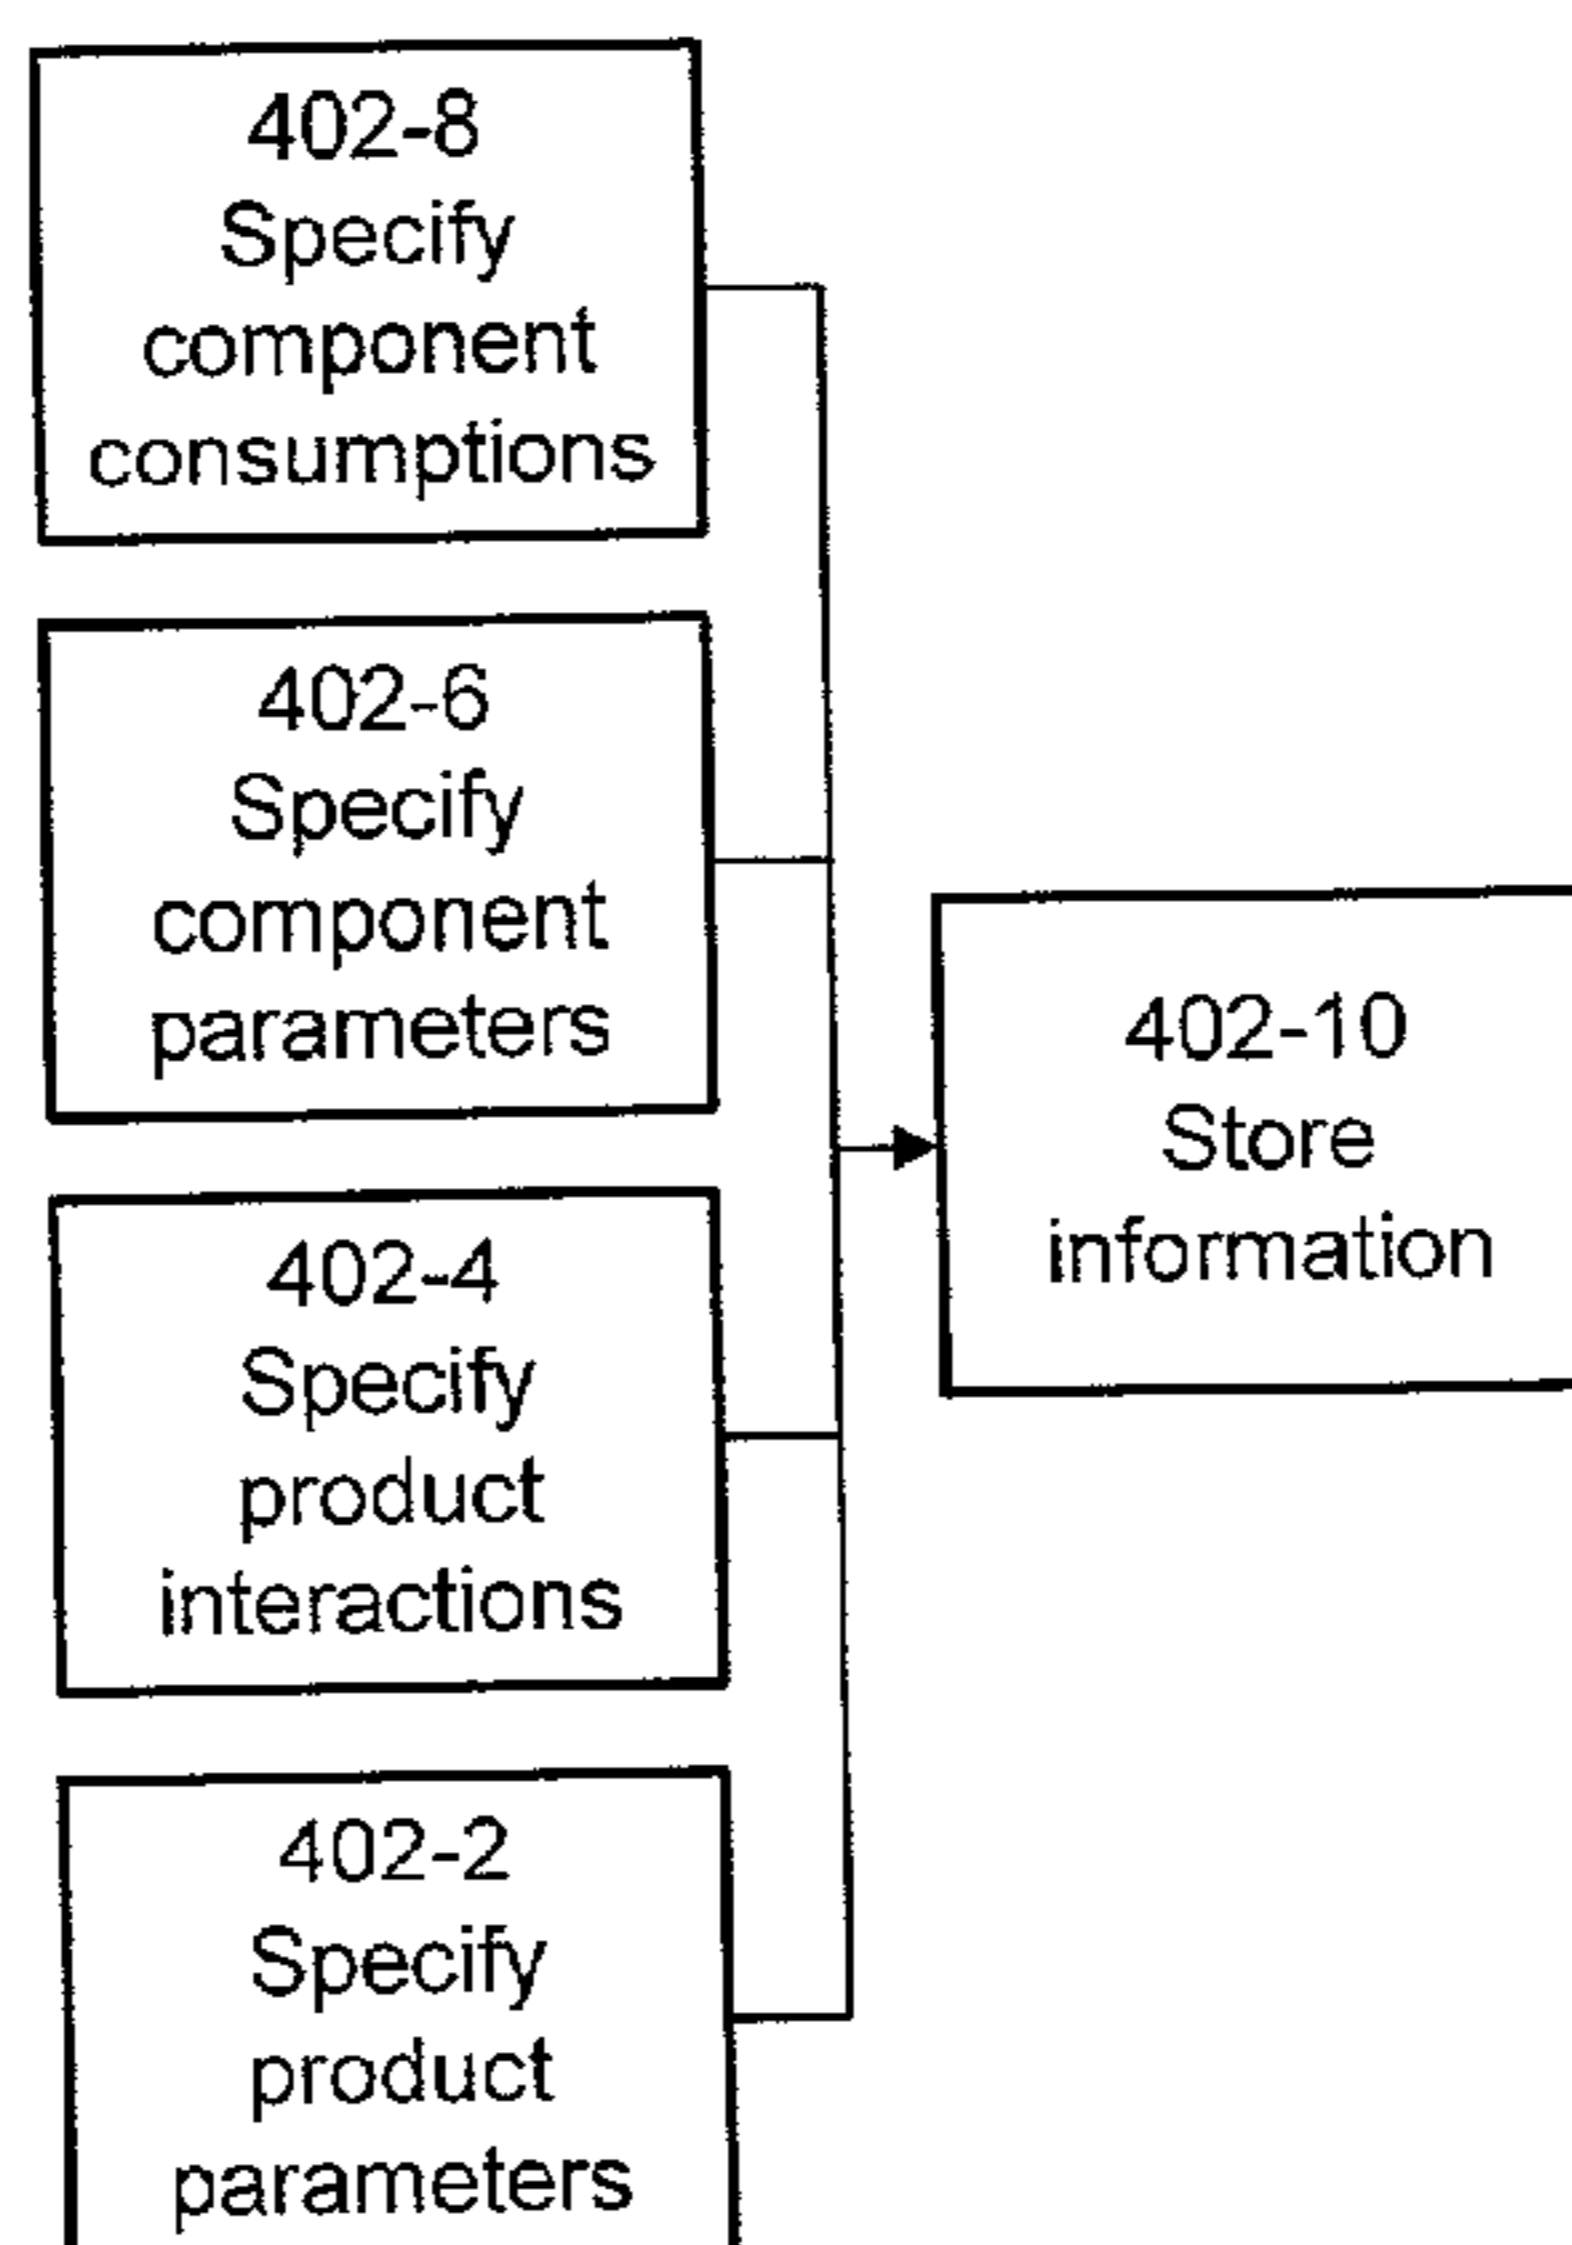 402-8
Specify
component
consumptions
402-6
Specify
component
parameters
402-4
Specify
product
interactions
402-2
Specify
product
parameters
402-10
Store
information